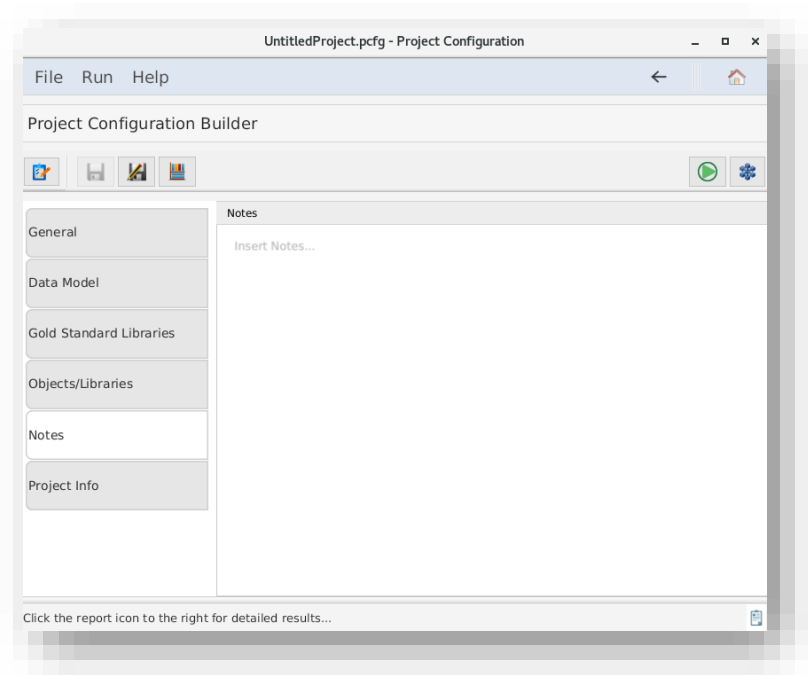 UntitledProject.pcfg - Project Configuration
File Run Help
Project Configuration Builder
General
Data Model
Gold Standard Libraries
Objects/Libraries
Notes
Project Info
Notes
Insert Notes...
Click the report icon to the right for detailed results...